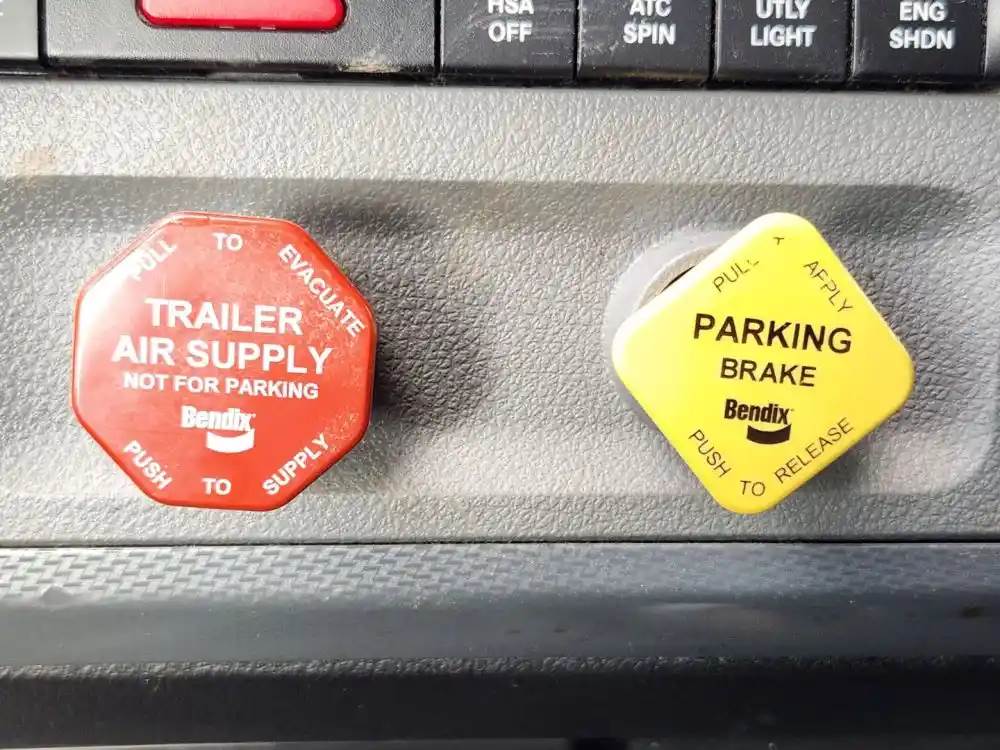 HSA
OFF
ATC
SPIN
UTLY
LIGHT
ENG
SHDN
PULL TO EVACUATE
TRAILER
AIR SUPPLY
NOT FOR PARKING
Bendix
PUSH TO SUPPLY
PULL APPLY
PARKING
BRAKE
Bendix
PUSH TO RELEASE